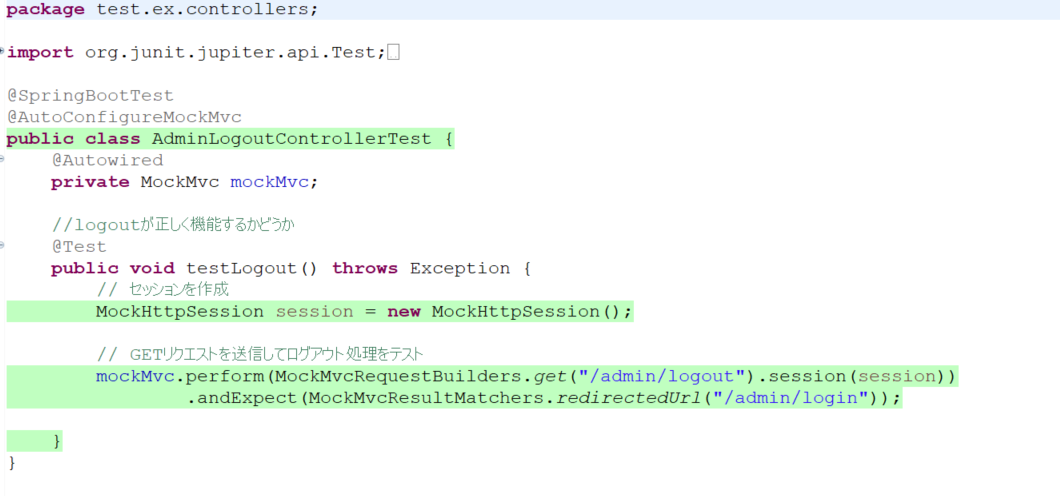 package test.ex.controllers;
import org.junit.jupiter.api.Test;
@SpringBootTest
@AutoConfigureMockMvc
public class AdminLogoutControllerTest {
@Autowired
private MockMvc mockMvc;
//logoutが正しく機能するかどうか
@Test
public void testLogout() throws Exception {
// セッションを作成
MockHttpSession session = new MockHttpSession();
// GETリクエストを送信してログアウト処理をテスト
mockMvc.perform(MockMvcRequestBuilders.get("/admin/logout").session(session))
.andExpect(MockMvcResultMatchers.redirectedUrl("/admin/login"));
}
}